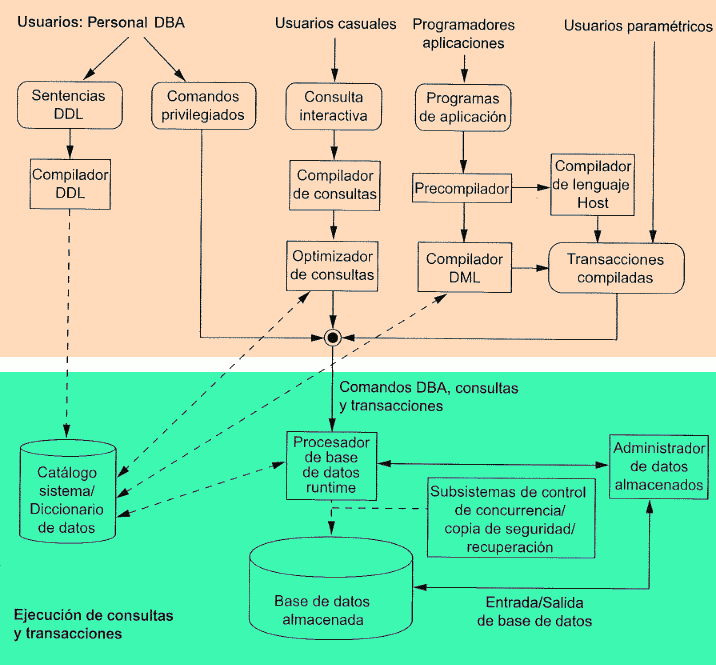 Usuarios: Personal DBA
Usuarios casuales
Programadores
aplicaciones
Usuarios paramétricos
Sentencias
DDL
Comandos
privilegiados
Consulta
interactiva
Programas
de aplicación
Compilador
DDL
Compilador
de consultas
Precompilador
Compilador
de lenguaje
Host
Optimizador
de consultas
Compilador
DML
Transacciones
compiladas
Comandos DBA, consultas
y transacciones
Catálogo
sistema/
Diccionario
de datos
Procesador
de base
de datos
runtime
Administrador
de datos
almacenados
Subsistemas de control
de concurrencia/
copia de seguridad/
recuperación
Base de datos
almacenada
Entrada/Salida
de base de datos
Ejecución de consultas
y transacciones